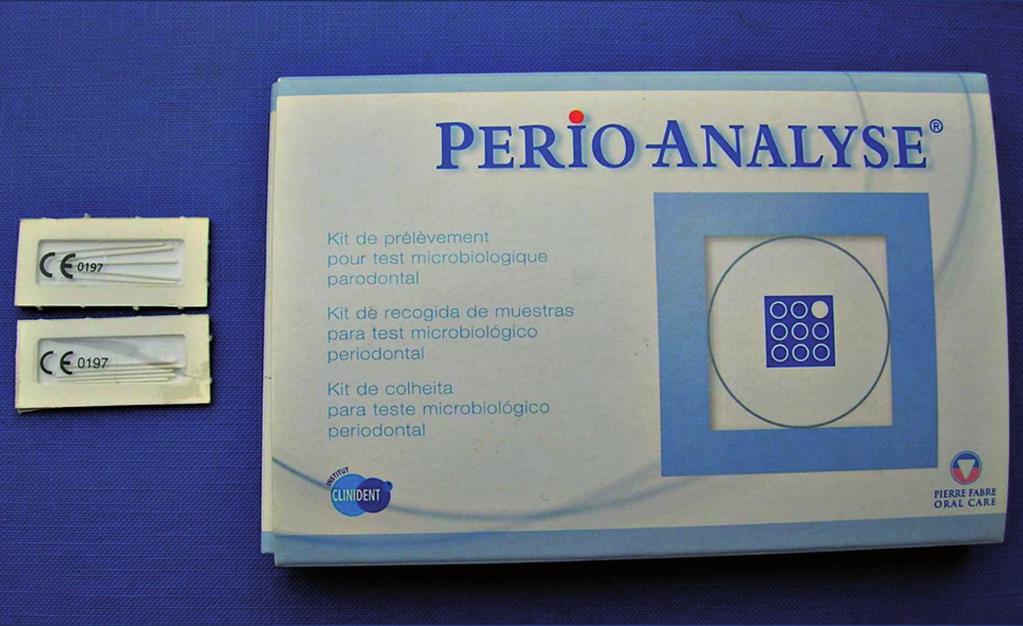 PERIO-ANALYSE®
Kit de prélèvement
pour test microbiologique
parodontal
Kit de recogida de muestras
para test microbiológico
periodontal
Kit de colheita
para teste microbiológico
periodontal
INSTITUT
CLINIDENT
PIERRE FABRE
ORAL CARE
CE 0197
CE 0197